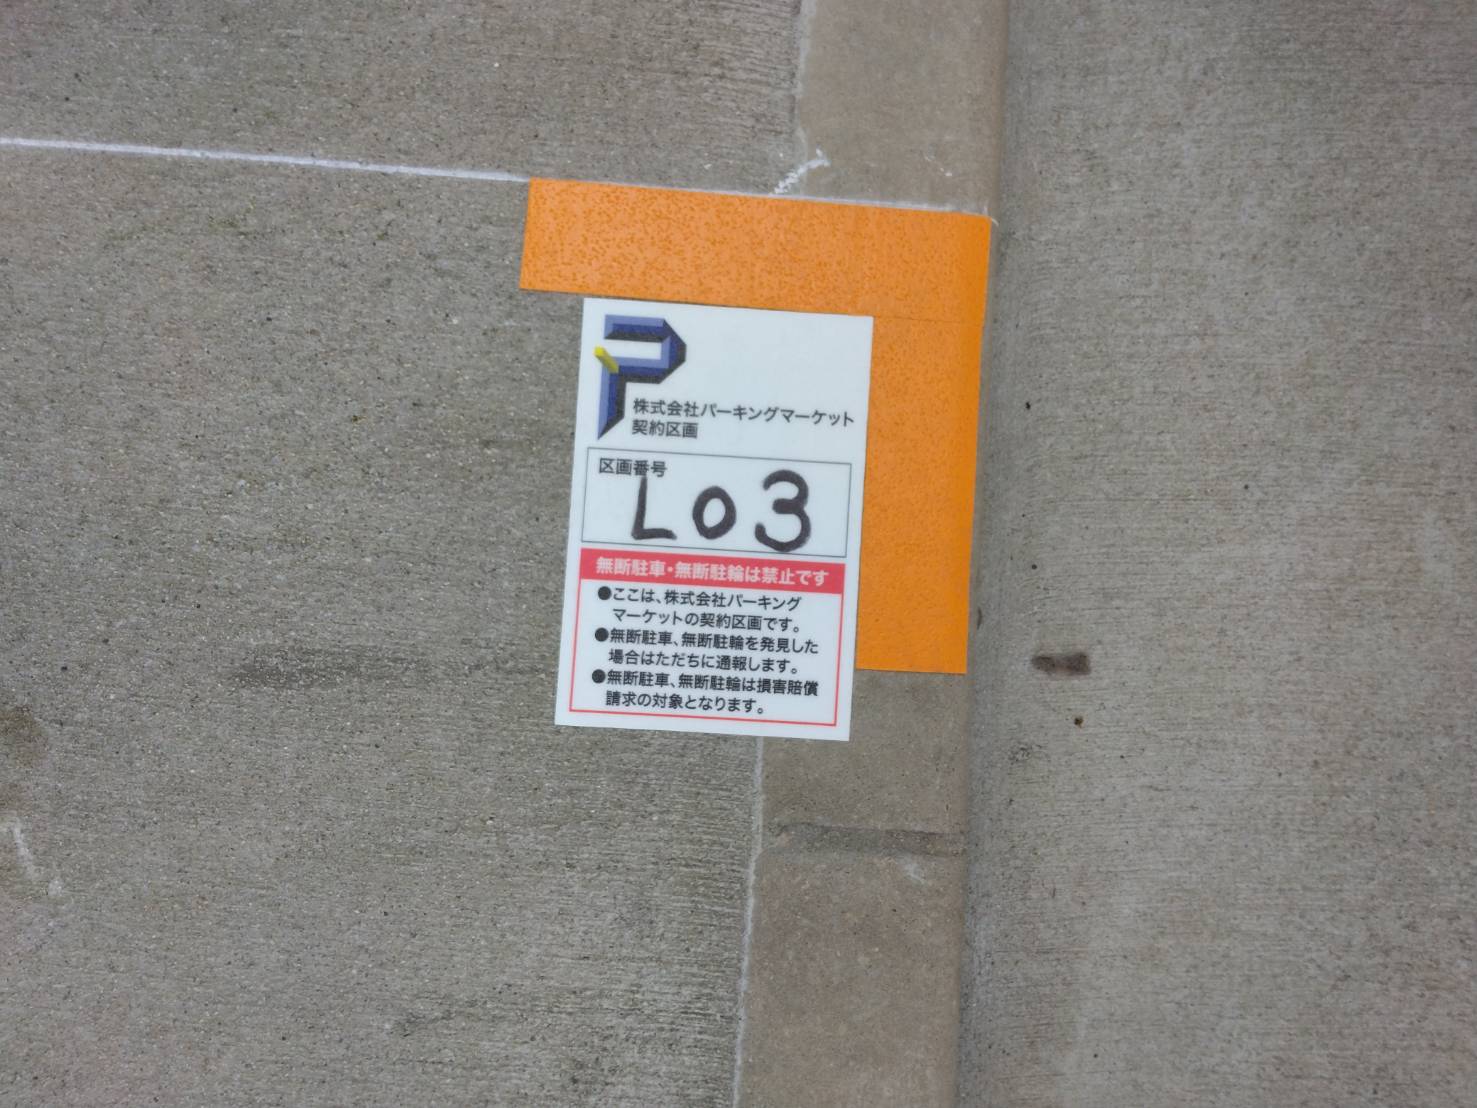 株式会社パーキングマーケット
契約区画
区画番号
L03
無断駐車・無断駐輪は禁止です
●ここは、株式会社パーキング
マーケットの契約区画です。
●無断駐車、無断駐輪を発見した
場合はただちに通報します。
●無断駐車、無断駐輪は損害賠償
請求の対象となります。